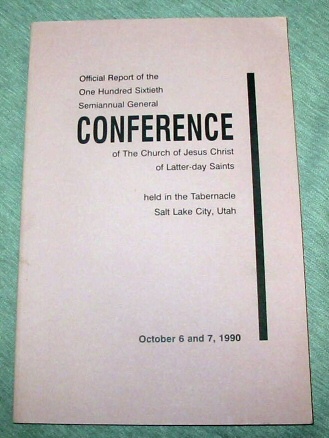 Official Report of the
One Hundred Sixtieth
Semiannual General
CONFERENCE
of The Church of Jesus Christ
of Latter-day Saints
held in the Tabernacle
Salt Lake City, Utah
October 6 and 7, 1990